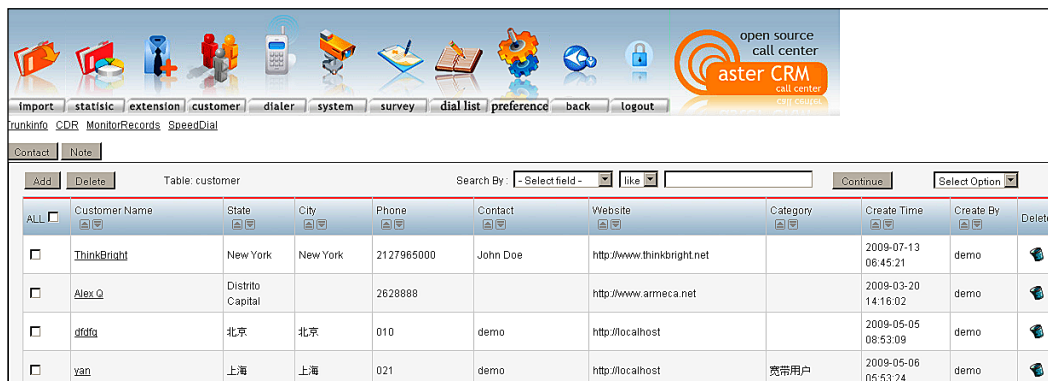 open source
call center
aster CRM
call center
import statisic extension customer dialer system survey dial list preference back logout
Trunkinfo CDR MonitorRecords SpeedDial
Contact Note
Add Delete Table: customer Search By : - Select field - like Continue Select Option
ALL Customer Name State City Phone Contact Website Category Create Time Create By Delete
ThinkBright New York New York 2127965000 John Doe http://www.thinkbright.net 2009-07-13 06:45:21 demo
Alex Q Distrito Capital 2628888 http://www.armeca.net 2009-03-20 14:16:02 demo
dfdfq 北京 北京 010 demo http://localhost 2009-05-05 08:53:09 demo
yan 上海 上海 021 demo http://localhost 宽带用户 2009-05-06 05:53:24 demo